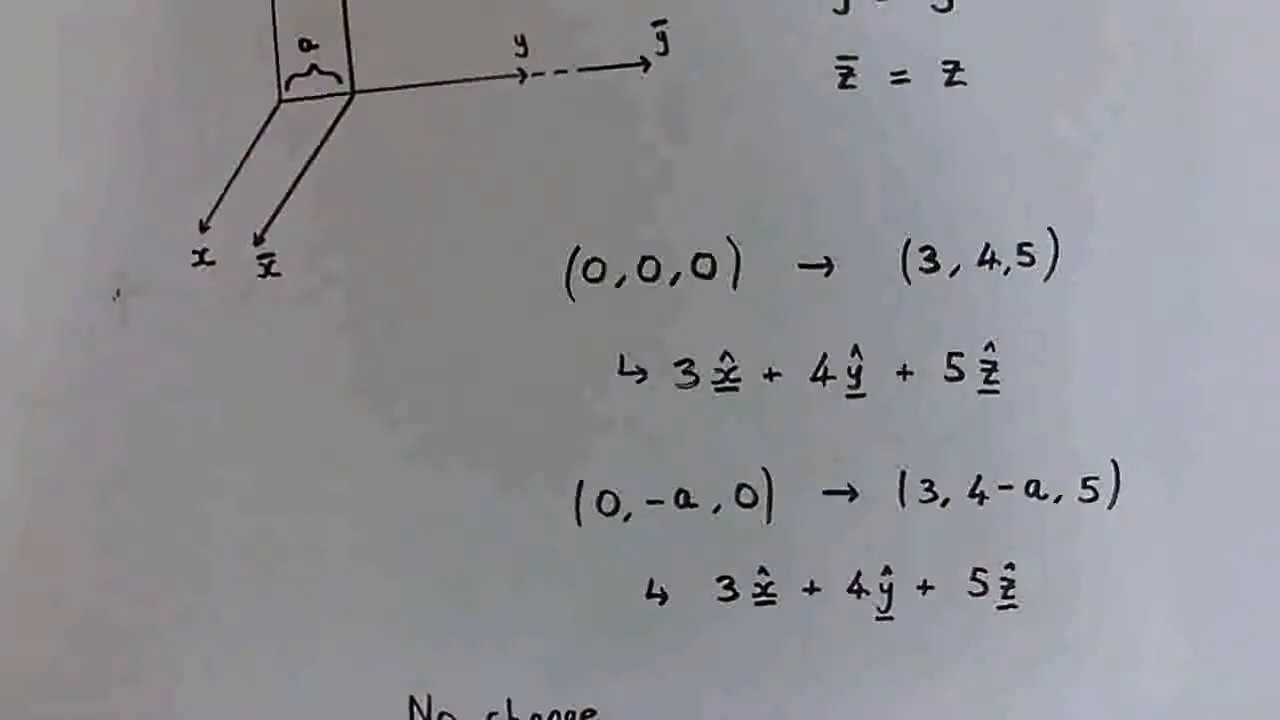 a
y
ȳ
x
x̄
z̄ = z
(0,0,0) → (3, 4,5)
↳ 3x̂ + 4ŷ + 5ẑ
(0,-a,0) → (3, 4-a, 5)
↳ 3x̂ + 4ŷ + 5ẑ
No change